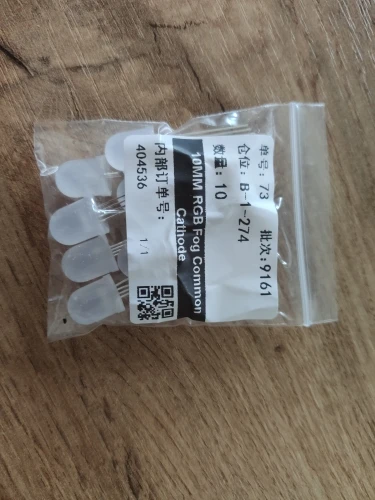 单号: 73 批次:9161
仓位: B-1-274
数量: 10
10MM RGB Fog Common
Cathode
内部订单号:
404536
1/1